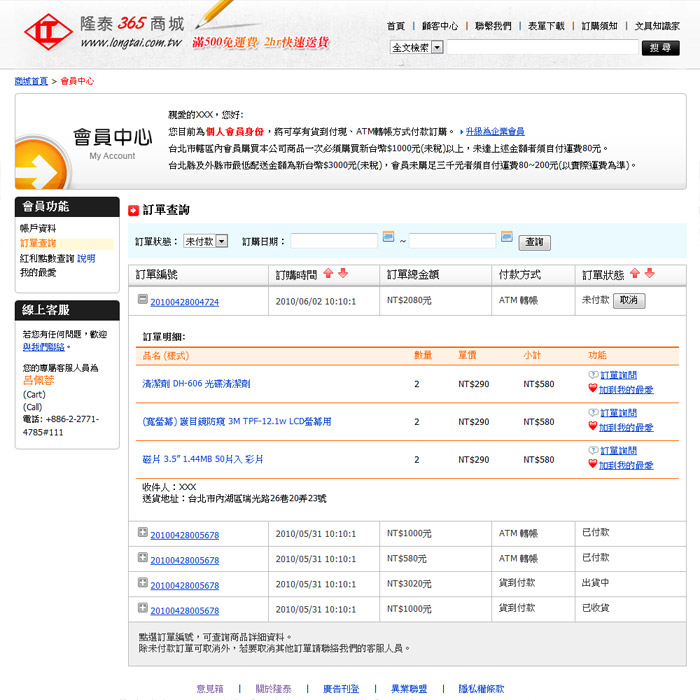 隆泰 365 商城
www.longtai.com.tw 滿500免運費 2hr快速送貨
首頁 | 顧客中心 | 聯繫我們 | 表單下載 | 訂購須知 | 文具知識家
全文檢索 搜尋
商城首頁 > 會員中心
會員中心
My Account
親愛的XXX，您好:
您目前為個人會員身份，將可享有貨到付現、ATM轉帳方式付款訂購。 升級為企業會員
台北市轄區內會員購買本公司商品一次必須購買新台幣$1000元(未稅)以上，未達上述金額者須自付運費80元。
台北縣及外縣市最低配送金額為新台幣$3000元(未稅)，會員未購足三千元者須自付運費80~200元(以實際運費為準)。
會員功能
帳戶資料
訂單查詢
紅利點數查詢 說明
我的最愛
線上客服
若您有任何問題，歡迎
與我們聯絡。
您的專屬客服人員為
呂佩蓉
(Cart)
(Call)
電話: +886-2-2771-
4785#111
訂單查詢
訂單狀態： 未付款 訂購日期： ~ 查詢
訂單編號 訂購時間 訂單總金額 付款方式 訂單狀態
20100428004724 2010/06/02 10:10:1 NT$2080元 ATM 轉帳 未付款 取消
訂單明細:
品名 (樣式) 數量 單價 小計 功能
清潔劑 DH-606 光碟清潔劑 2 NT$290 NT$580 訂單詢問
加到我的最愛
(寬螢幕) 護目鏡防窺 3M TPF-12.1w LCD螢幕用 2 NT$290 NT$580 訂單詢問
加到我的最愛
磁片 3.5" 1.44MB 50片入 彩片 2 NT$290 NT$580 訂單詢問
加到我的最愛
收件人：XXX
送貨地址：台北市內湖區瑞光路26巷20弄23號
20100428005678 2010/05/31 10:10:1 NT$1000元 ATM 轉帳 已付款
20100428005678 2010/05/31 10:10:1 NT$580元 ATM 轉帳 已付款
20100428005678 2010/05/31 10:10:1 NT$3020元 貨到付款 出貨中
20100428005678 2010/05/31 10:10:1 NT$1000元 貨到付款 已收貨
點選訂單編號，可查詢商品詳細資料。
除未付款訂單可取消外，若要取消其他訂單請聯絡我們的客服人員。
意見箱 | 關於隆泰 | 廣告刊登 | 異業聯盟 | 隱私權條款